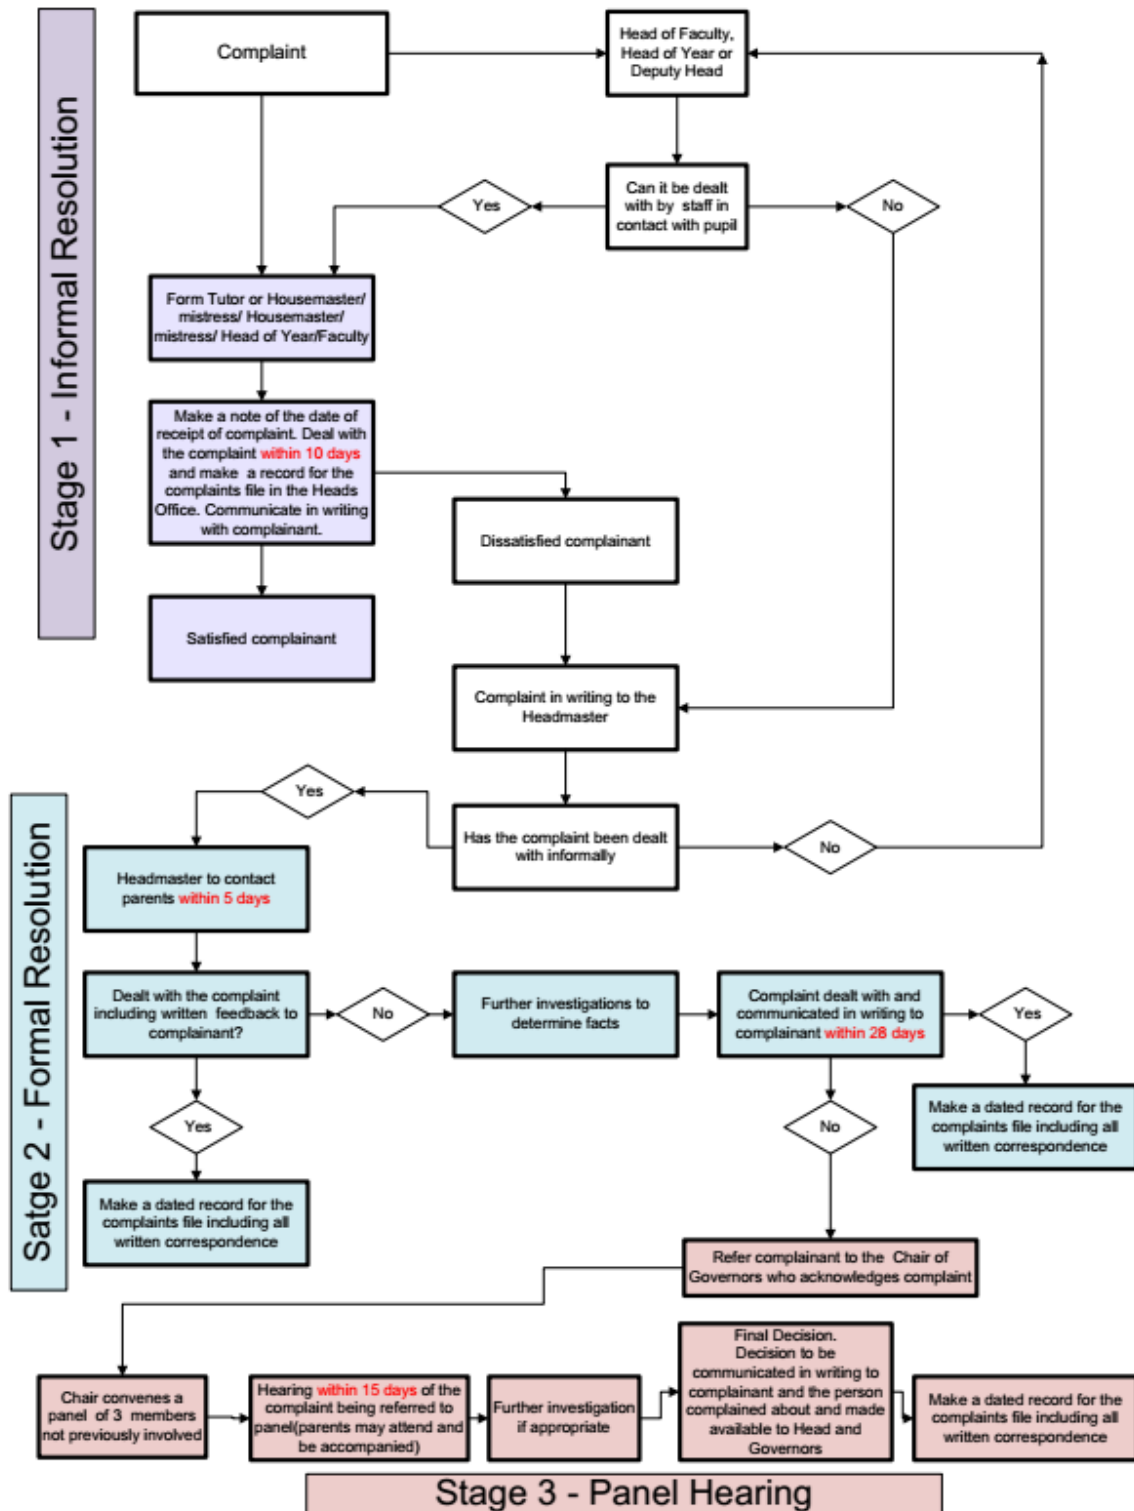 Complaint
Head of Faculty,
Head of Year or
Deputy Head
Stage 1 - Informal Resolution
Can it be dealt
with by staff in
contact with pupil
Yes
No
Form Tutor or Housemaster/
mistress/ Housemaster/
mistress/ Head of Year/Faculty
Make a note of the date of
receipt of complaint. Deal with
the complaint within 10 days
and make a record for the
complaints file in the Heads
Office. Communicate in writing
with complainant.
Dissatisfied complainant
Satisfied complainant
Complaint in writing to the
Headmaster
Yes
Has the complaint been dealt
with informally
No
Satge 2 - Formal Resolution
Headmaster to contact
parents within 5 days
Dealt with the complaint
including written feedback to
complainant?
No
Further investigations to
determine facts
Complaint dealt with and
communicated in writing to
complainant within 28 days
Yes
Yes
No
Make a dated record for the
complaints file including all
written correspondence
Make a dated record for the
complaints file including all
written correspondence
Refer complainant to the Chair of
Governors who acknowledges complaint
Chair convenes a
panel of 3 members
not previously involved
Hearing within 15 days of the
complaint being referred to
panel(parents may attend and
be accompanied)
Further investigation
if appropriate
Final Decision.
Decision to be
communicated in writing to
complainant and the person
complained about and made
available to Head and
Governors
Make a dated record for the
complaints file including all
written correspondence
Stage 3 - Panel Hearing